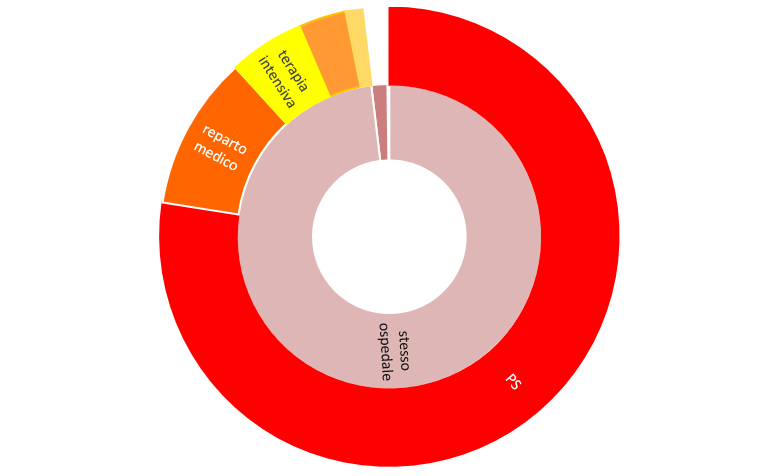 terapia
intensiva
reparto
medico
stesso
ospedale
PS